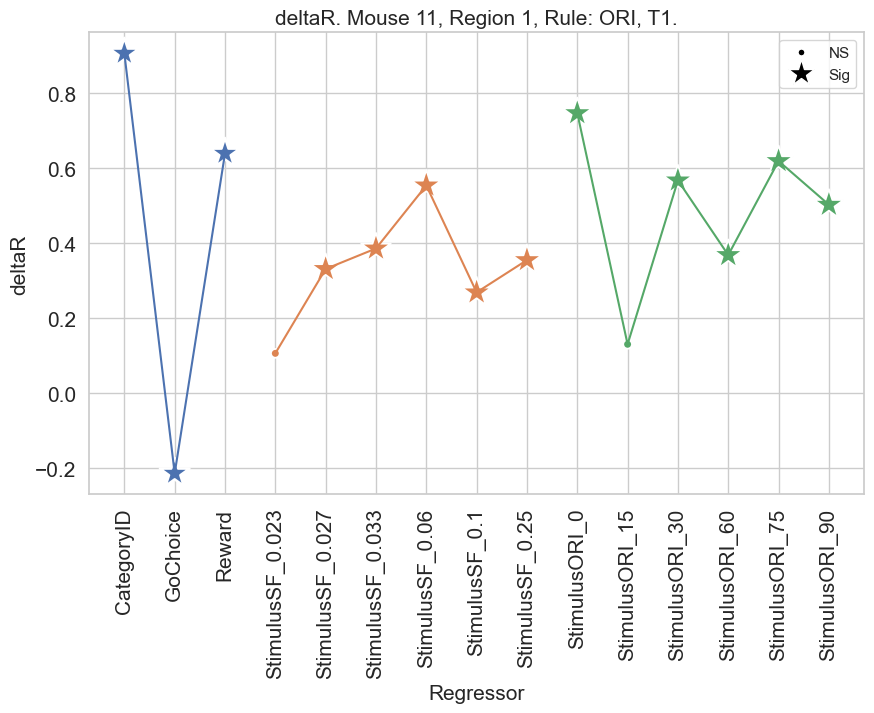 deltaR. Mouse 11, Region 1, Rule: ORI, T1.
NS
Sig
deltaR
0.8
0.6
0.4
0.2
0.0
−0.2
CategoryID
GoChoice
Reward
StimulusSF_0.023
StimulusSF_0.027
StimulusSF_0.033
StimulusSF_0.06
StimulusSF_0.1
StimulusSF_0.25
StimulusORI_0
StimulusORI_15
StimulusORI_30
StimulusORI_60
StimulusORI_75
StimulusORI_90
Regressor